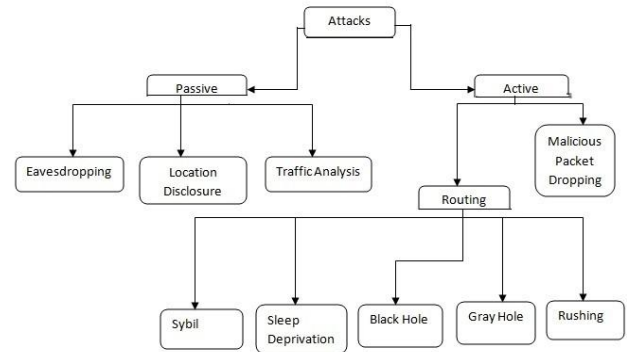 Attacks
Passive
Active
Eavesdropping
Location
Disclosure
Traffic Analysis
Malicious
Packet
Dropping
Routing
Sybil
Sleep
Deprivation
Black Hole
Gray Hole
Rushing